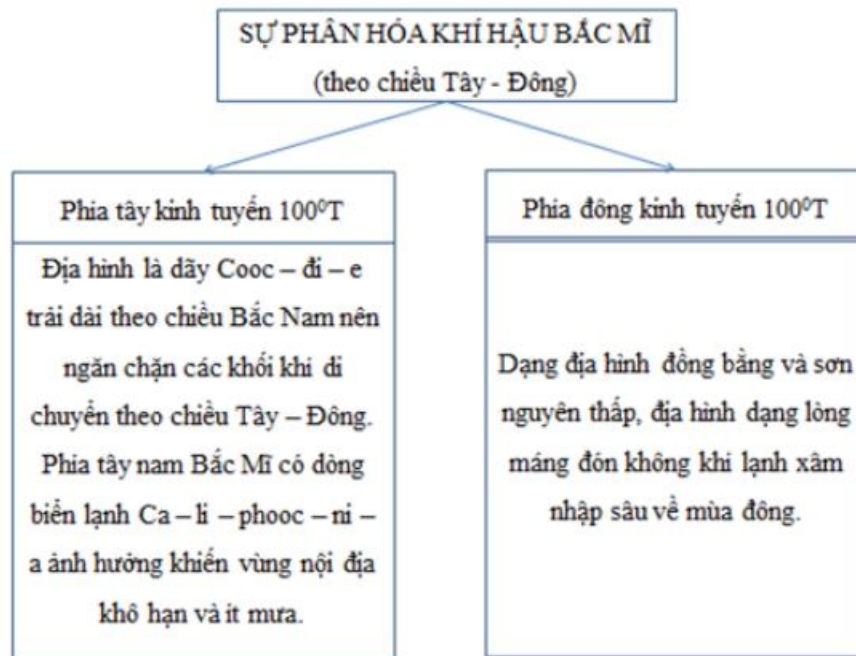 SỰ PHÂN HÓA KHÍ HẬU BẮC MĨ
(theo chiều Tây - Đông)
Phía tây kinh tuyến 100⁰T
Địa hình là dãy Cooc – đi – e
trải dài theo chiều Bắc Nam nên
ngăn chặn các khối khí di
chuyển theo chiều Tây – Đông.
Phía tây nam Bắc Mĩ có dòng
biển lạnh Ca – li – phooc – ni –
a ảnh hưởng khiến vùng nội địa
khô hạn và ít mưa.
Phía đông kinh tuyến 100⁰T
Dạng địa hình đồng bằng và sơn
nguyên thấp, địa hình dạng lòng
máng đón không khí lạnh xâm
nhập sâu về mùa đông.